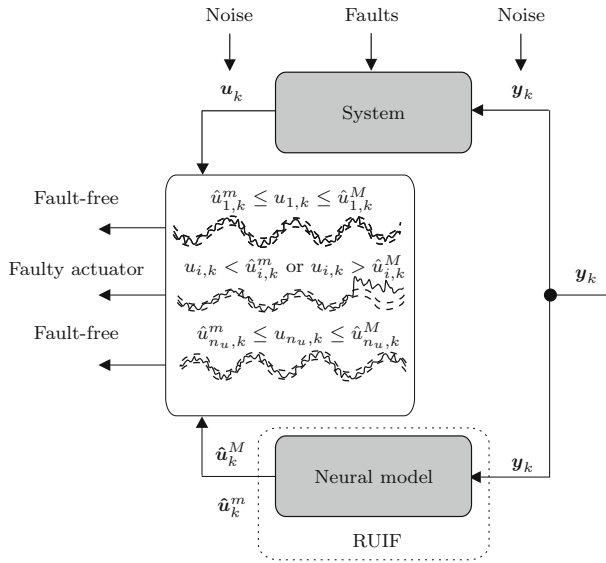 Noise Faults Noise
u_k y_k
System
û^m_{1,k} ≤ u_{1,k} ≤ û^M_{1,k}
Fault-free
u_{i,k} < û^m_{i,k} or u_{i,k} > û^M_{i,k}
Faulty actuator
y_k
û^m_{n_u,k} ≤ u_{n_u,k} ≤ û^M_{n_u,k}
Fault-free
û^M_k
Neural model
y_k
û^m_k
RUIF